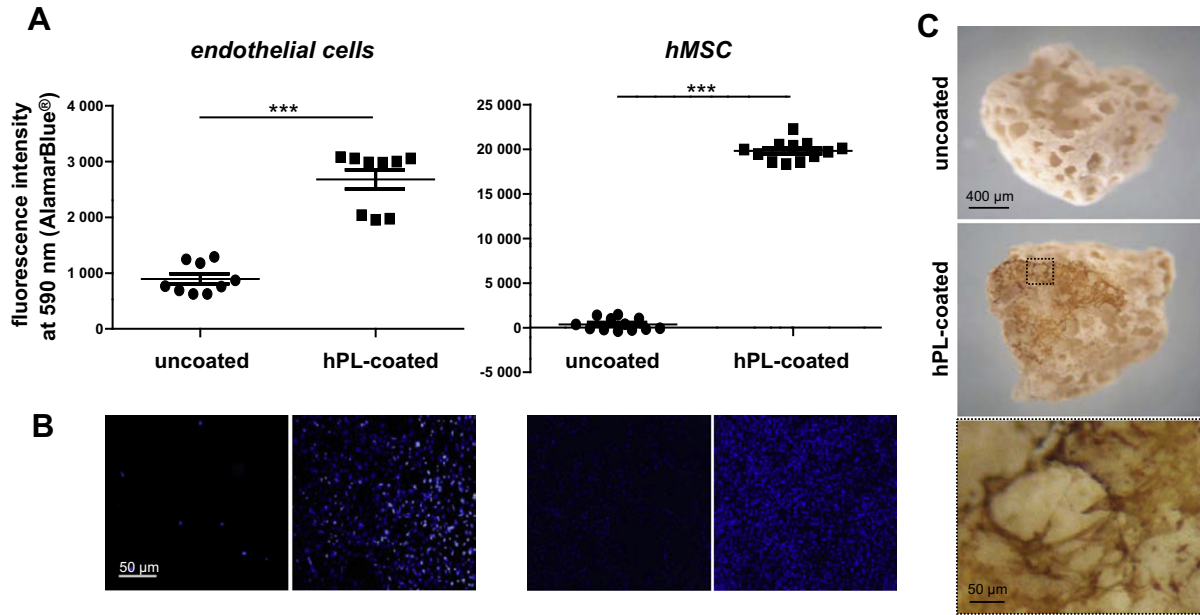 A
endothelial cells
fluorescence intensity
at 590 nm (AlamarBlue®)
4 000
3 000
2 000
1 000
0
***
uncoated
hPL-coated
hMSC
25 000
20 000
15 000
10 000
5 000
0
-5 000
***
uncoated
hPL-coated
B
50 µm
C
uncoated
400 µm
hPL-coated
50 µm